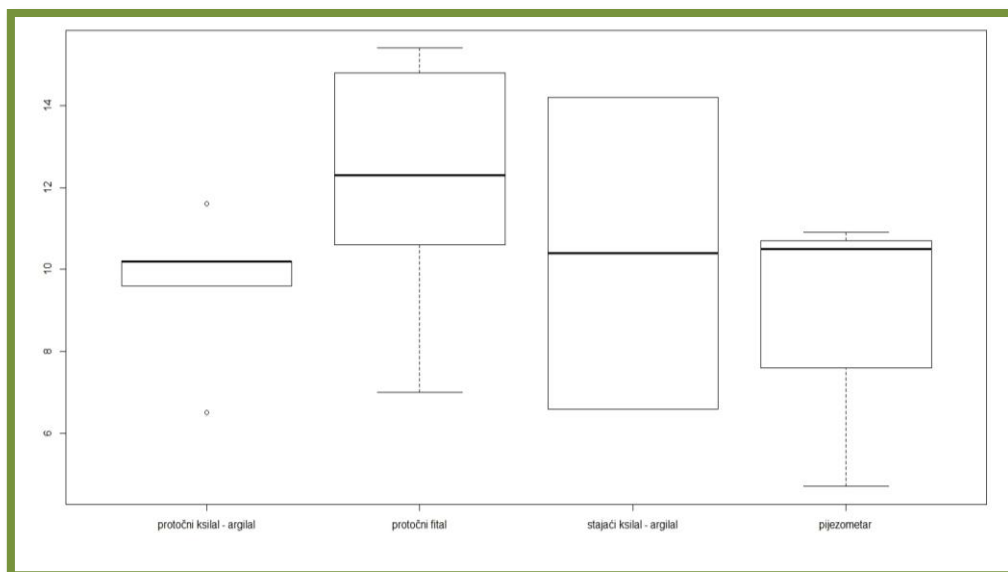 14
12
10
8
6
protočni ksilal - argilal
protočni fital
stajaći ksilal - argilal
pijezometar